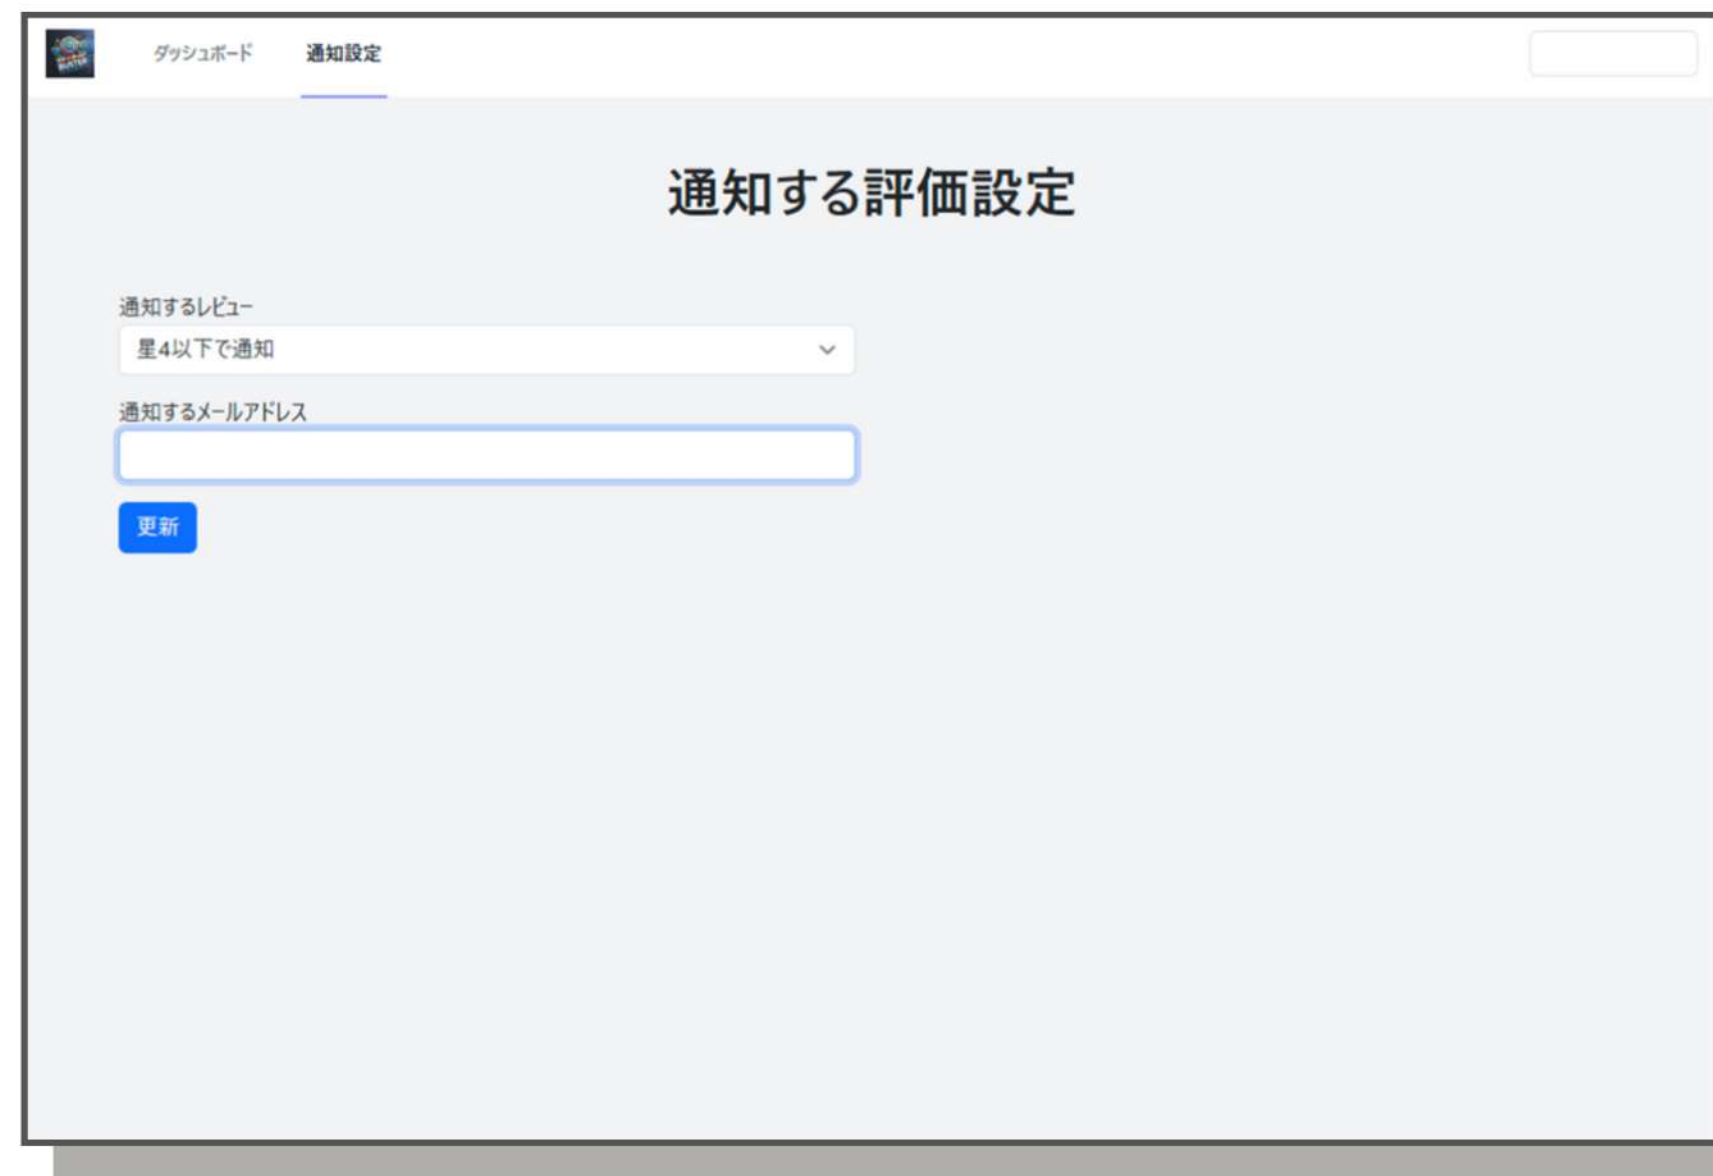 ダッシュボード 通知設定
通知する評価設定
通知するレビュー
星4以下で通知
通知するメールアドレス
更新